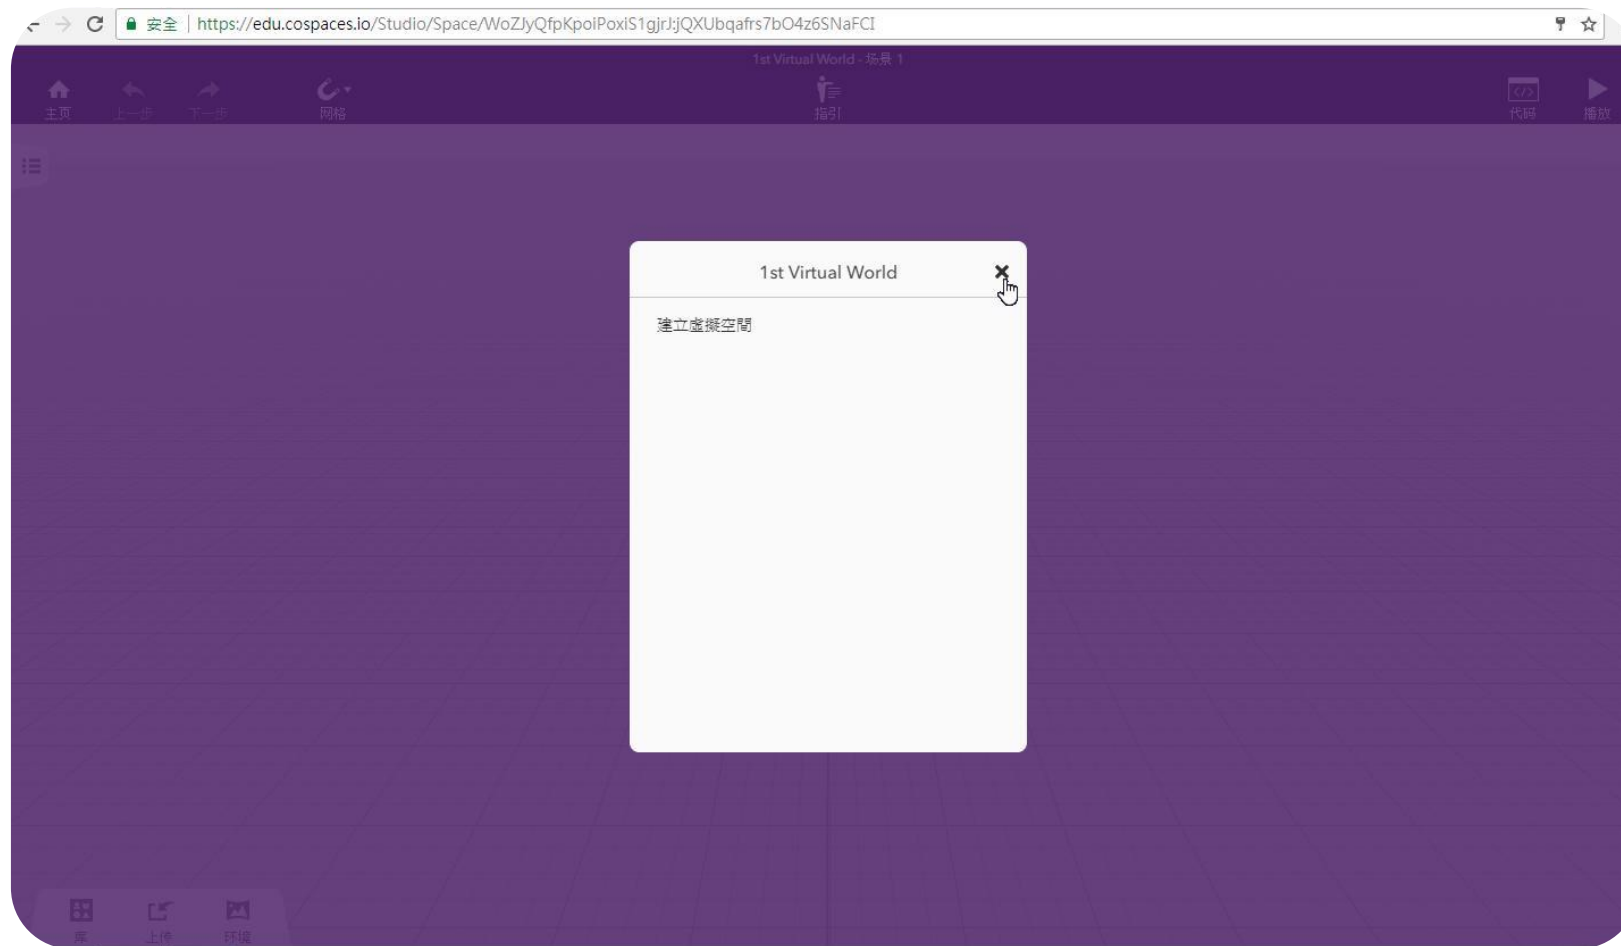 安全 https://edu.cospaces.io/Studio/Space/WoZJyQfpKpoiPoxiS1gjrJ:jQXUbqafrs7bO4z6SNaFCI
1st Virtual World - 场景 1
主页 上一步 下一步 网格 指引 代码 播放
1st Virtual World
建立虛擬空間
库 上传 环境